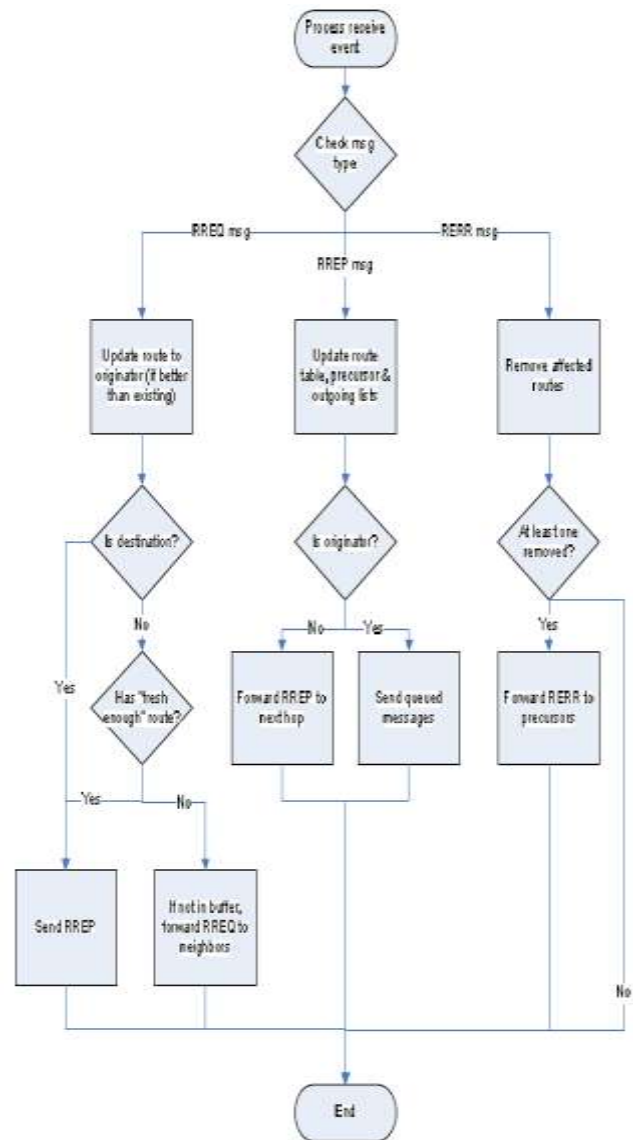 Process receive
event
Check msg
type
RREQ msg
RREP msg
RERR msg
Update route to
originator (if better
than existing)
Update route
table, precursor &
outgoing lists
Remove affected
routes
Is destination?
Is originator?
At least one
removed?
No
No
Yes
Yes
Yes
Has "fresh
enough" route?
Forward RREP to
next hop
Send queued
messages
Forward RERR to
precursors
Yes
No
Send RREP
If not in buffer,
forward RREQ to
neighbors
No
End